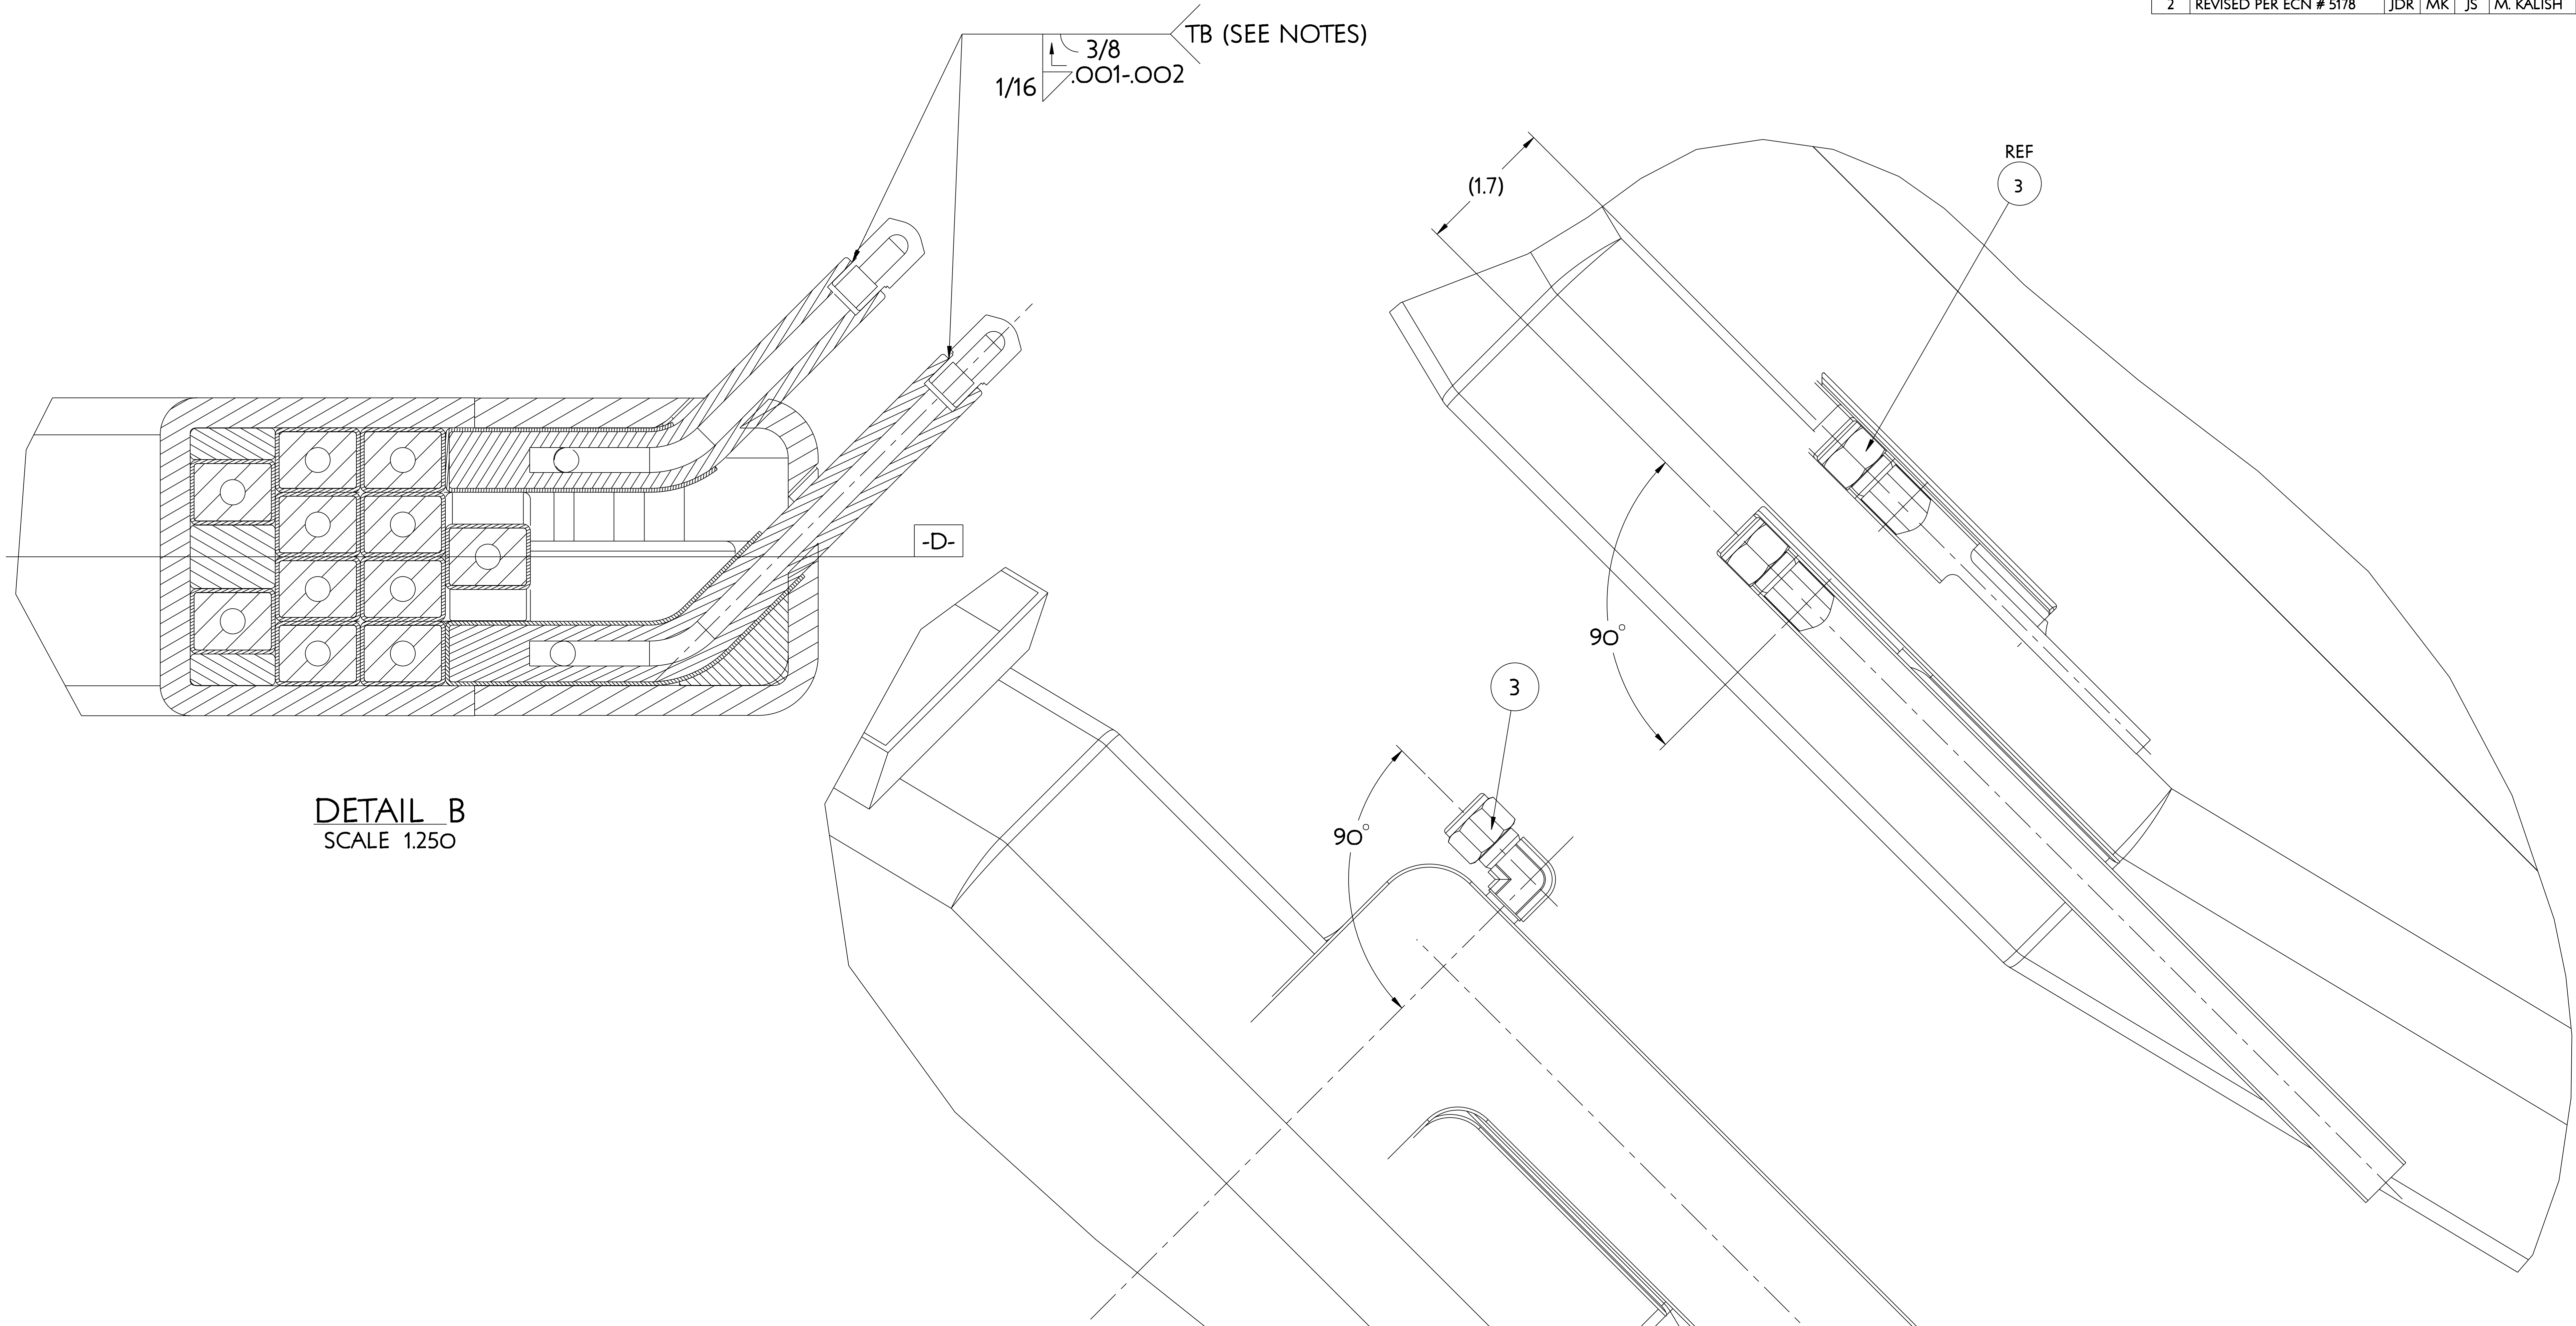 2 REVISED PER ECN # 5178 JDR MK JS M. KALISH
TB (SEE NOTES)
3/8
.001-.002
1/16
REF
3
(1.7)
-D-
90°
3
90°
DETAIL B
SCALE 1.250